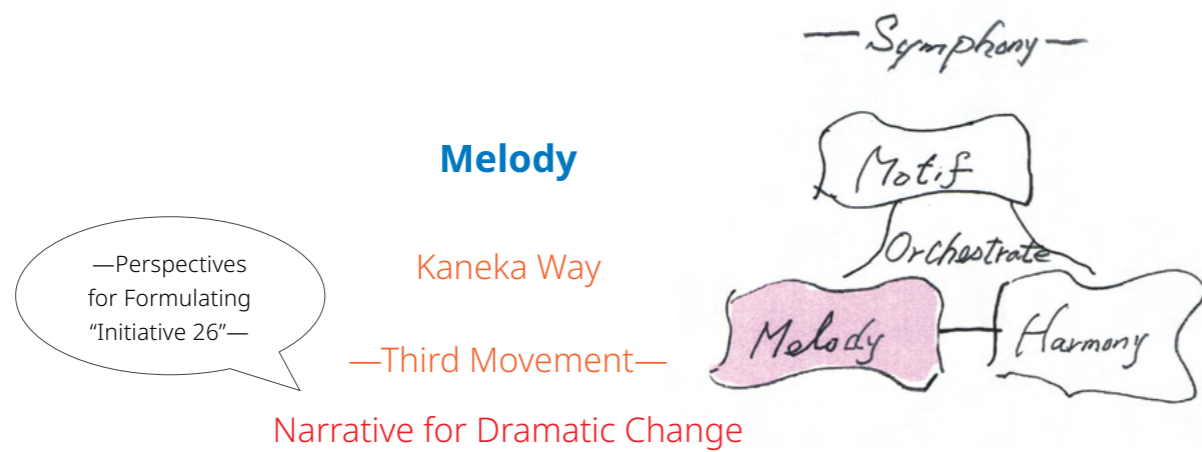 —Symphony—
Melody
Motif
—Perspectives
for Formulating
“Initiative 26”—
Kaneka Way
Orchestrate
—Third Movement—
Melody
Harmony
Narrative for Dramatic Change